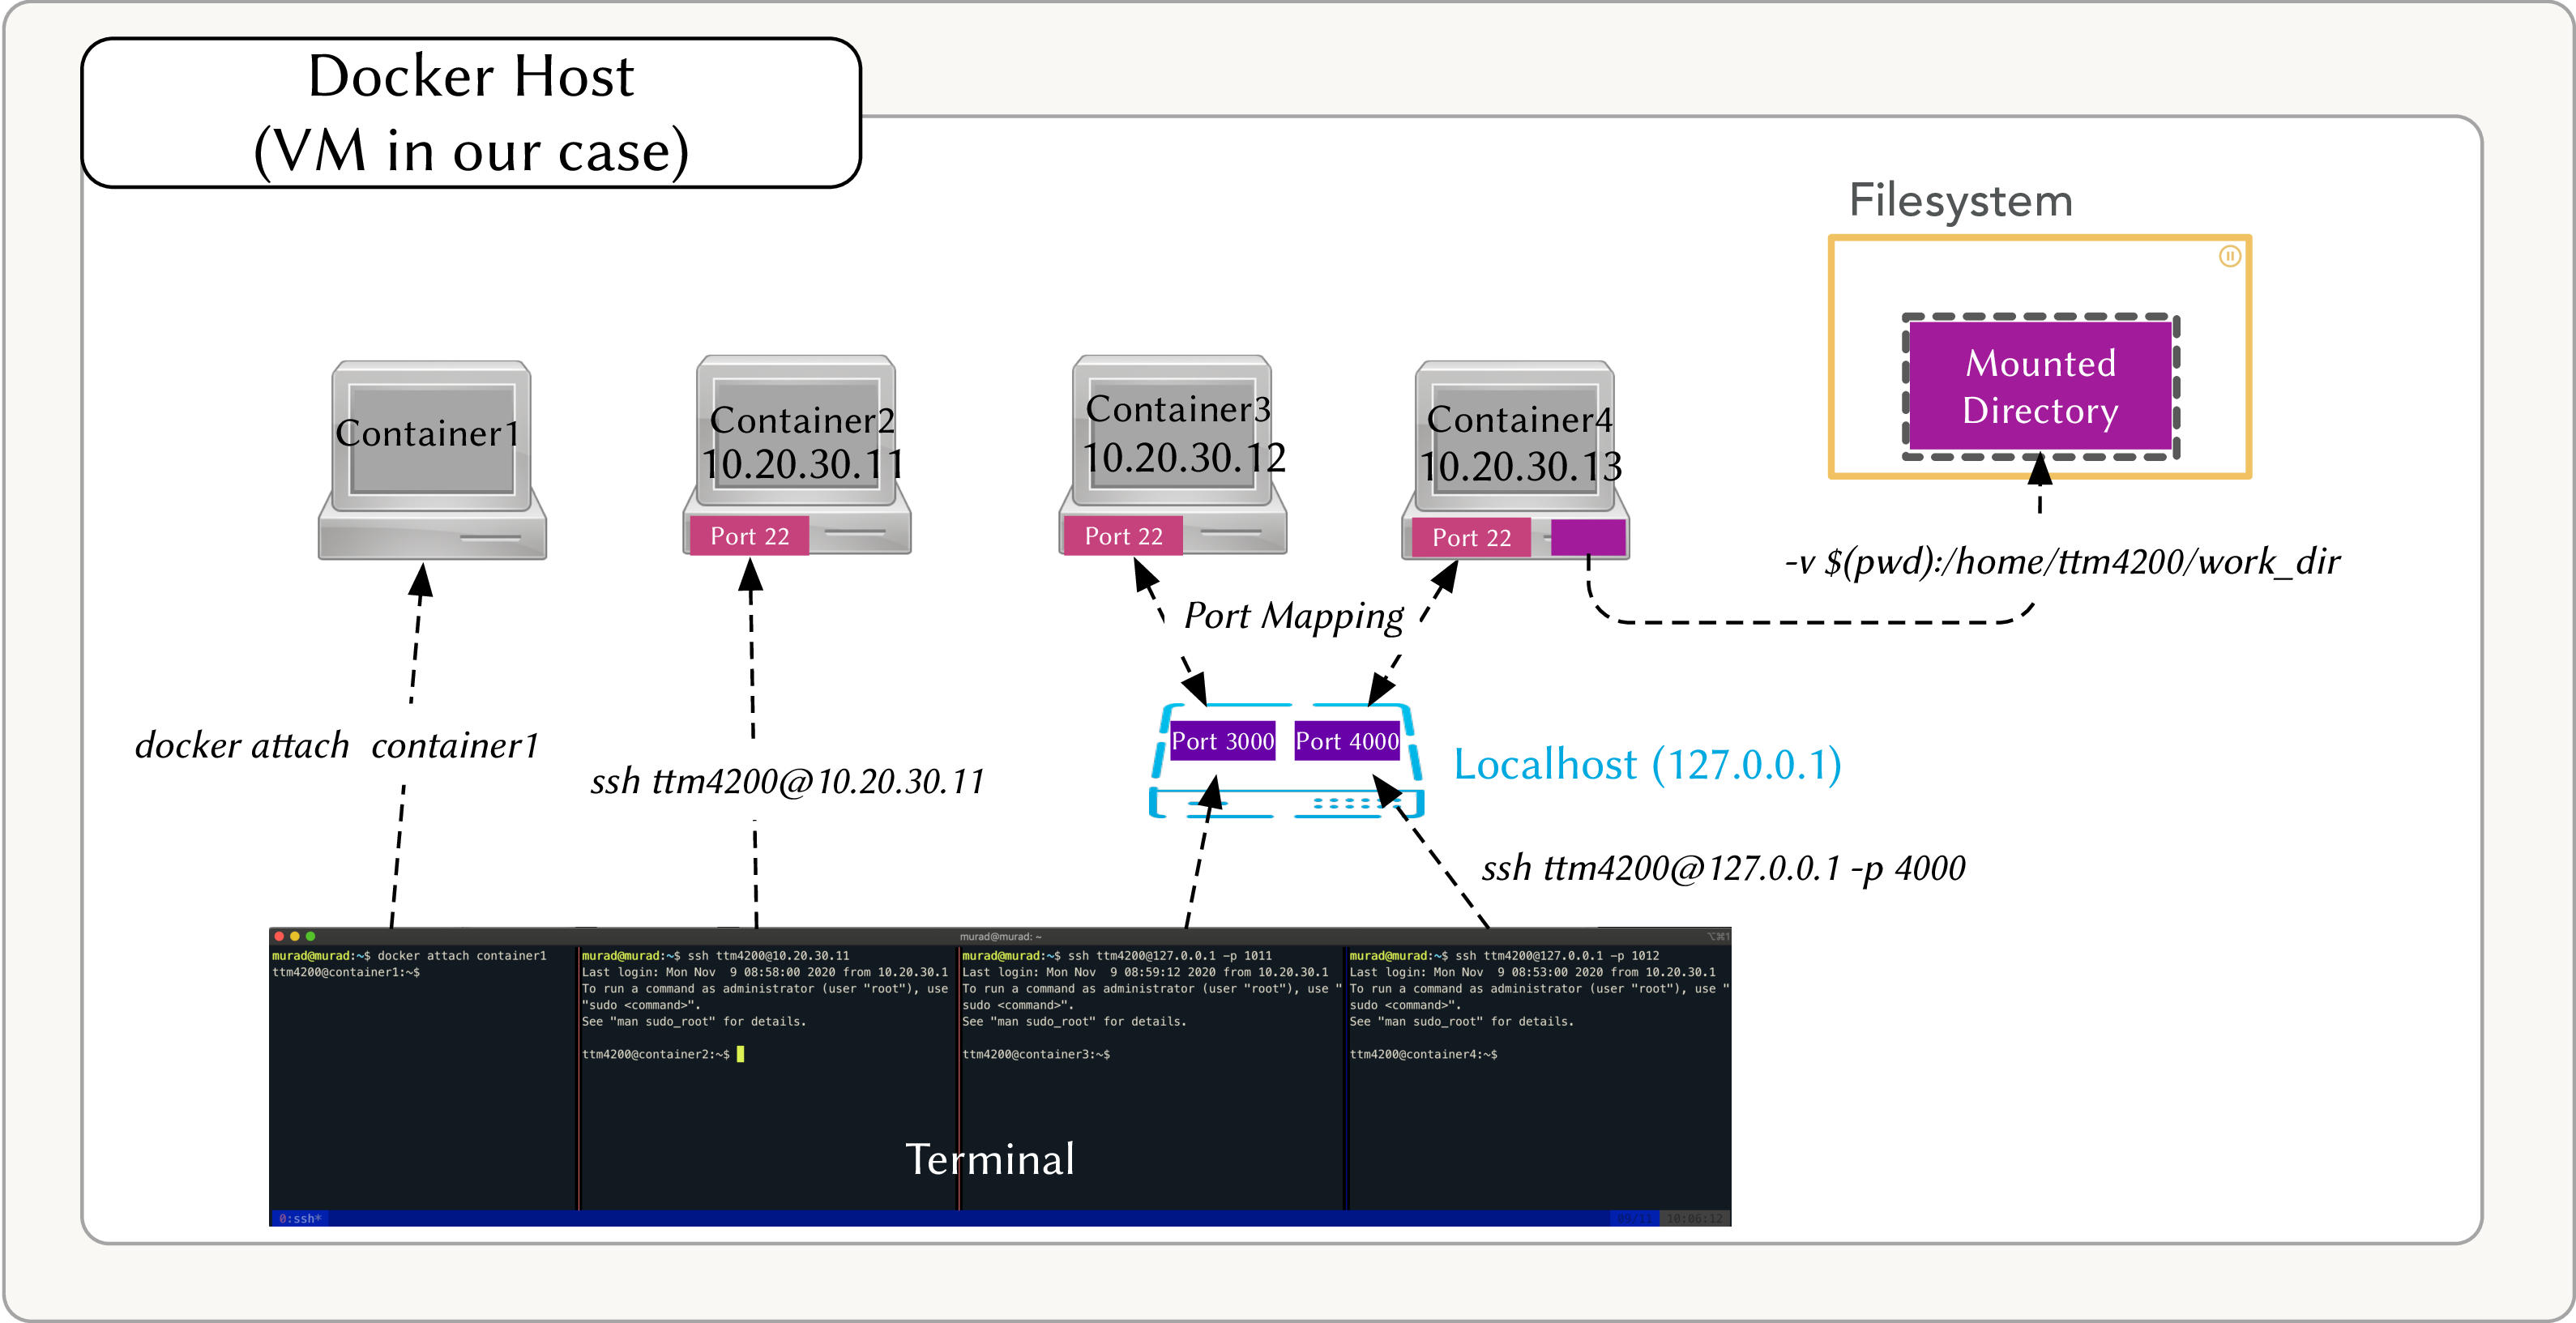 Docker Host
(VM in our case)
Filesystem
Mounted
Directory
Container1
Container2
10.20.30.11
Port 22
Container3
10.20.30.12
Port 22
Container4
10.20.30.13
Port 22
-v $(pwd):/home/ttm4200/work_dir
Port Mapping
docker attach container1
ssh ttm4200@10.20.30.11
Port 3000
Port 4000
Localhost (127.0.0.1)
ssh ttm4200@127.0.0.1 -p 4000
murad@murad: ~
⌥⌘1
murad@murad:~$ docker attach container1
ttm4200@container1:~$
murad@murad:~$ ssh ttm4200@10.20.30.11
Last login: Mon Nov  9 08:58:00 2020 from 10.20.30.1
To run a command as administrator (user "root"), use
"sudo <command>".
See "man sudo_root" for details.
ttm4200@container2:~$
murad@murad:~$ ssh ttm4200@127.0.0.1 -p 1011
Last login: Mon Nov  9 08:59:12 2020 from 10.20.30.1
To run a command as administrator (user "root"), use "
sudo <command>".
See "man sudo_root" for details.
ttm4200@container3:~$
murad@murad:~$ ssh ttm4200@127.0.0.1 -p 1012
Last login: Mon Nov  9 08:53:00 2020 from 10.20.30.1
To run a command as administrator (user "root"), use "
sudo <command>".
See "man sudo_root" for details.
ttm4200@container4:~$
Terminal
0:ssh*
09/11
10:06:12